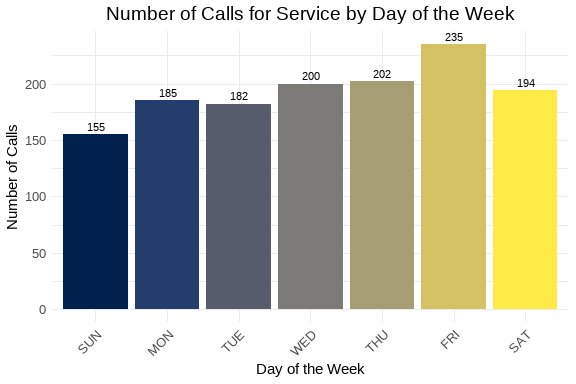 Number of Calls for Service by Day of the Week
Number of Calls
200
150
100
50
0
155
185
182
200
202
235
194
SUN
MON
TUE
WED
THU
FRI
SAT
Day of the Week